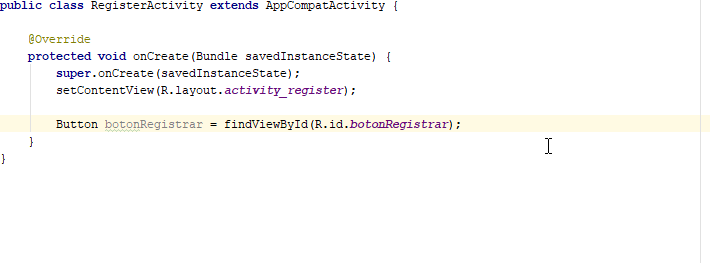 public class RegisterActivity extends AppCompatActivity {
@Override
protected void onCreate(Bundle savedInstanceState) {
super.onCreate(savedInstanceState);
setContentView(R.layout.activity_register);
Button botonRegistrar = findViewById(R.id.botonRegistrar);
}
}